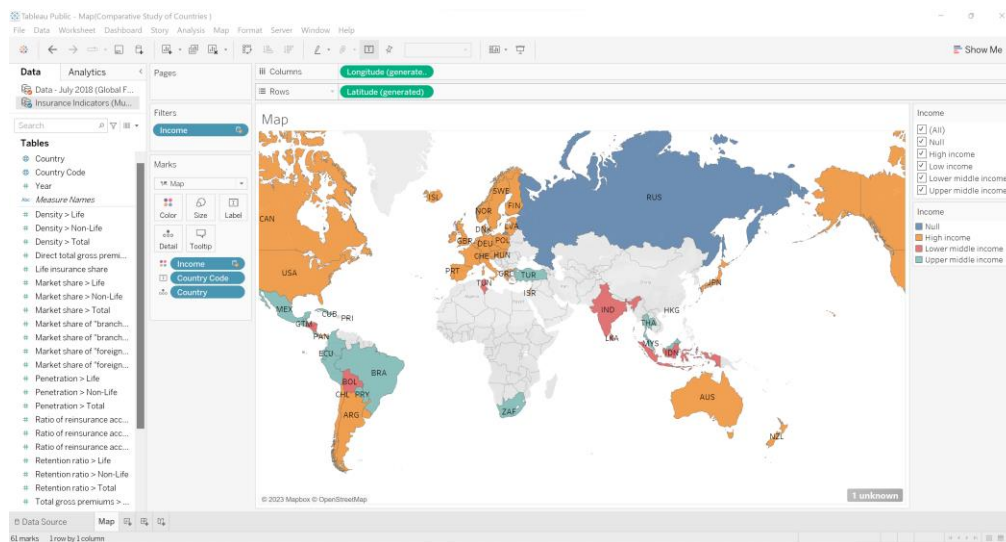 Tableau Public - Map(Comparative Study of Countries )
File Data Worksheet Dashboard Story Analysis Map Format Server Window Help
Show Me
Data Analytics
Data - July 2018 (Global F...
Insurance Indicators (Mu...
Search
Tables
Country
Country Code
Year
Measure Names
Density > Life
Density > Non-Life
Density > Total
Direct total gross premi...
Life insurance share
Market share > Life
Market share > Non-Life
Market share > Total
Market share of "branch...
Market share of "branch...
Market share of "foreign...
Market share of "foreign...
Penetration > Life
Penetration > Non-Life
Penetration > Total
Ratio of reinsurance acc...
Ratio of reinsurance acc...
Ratio of reinsurance acc...
Retention ratio > Life
Retention ratio > Non-Life
Retention ratio > Total
Total gross premiums > ...
Pages
Filters
Income
Marks
Map
Color Size Label
Detail Tooltip
Income
Country Code
Country
Columns
Longitude (generate..
Rows
Latitude (generated)
Map
RUS
ISL
SWE
FIN
NOR
CAN
DNK
LVA
GBR
DEU
POL
CHE
HUN
USA
PRT
GRC
TUR
JPN
TUN
ISR
MEX
CUB
PRI
IND
HKG
GTM
THA
PAN
LKA
MYS
ECU
IDN
BRA
BOL
CHL
PRY
AUS
ARG
ZAF
NZL
© 2023 Mapbox © OpenStreetMap
1 unknown
Income
(All)
Null
High income
Low income
Lower middle income
Upper middle income
Income
Null
High income
Lower middle income
Upper middle income
Data Source
Map
61 marks 1 row by 1 column